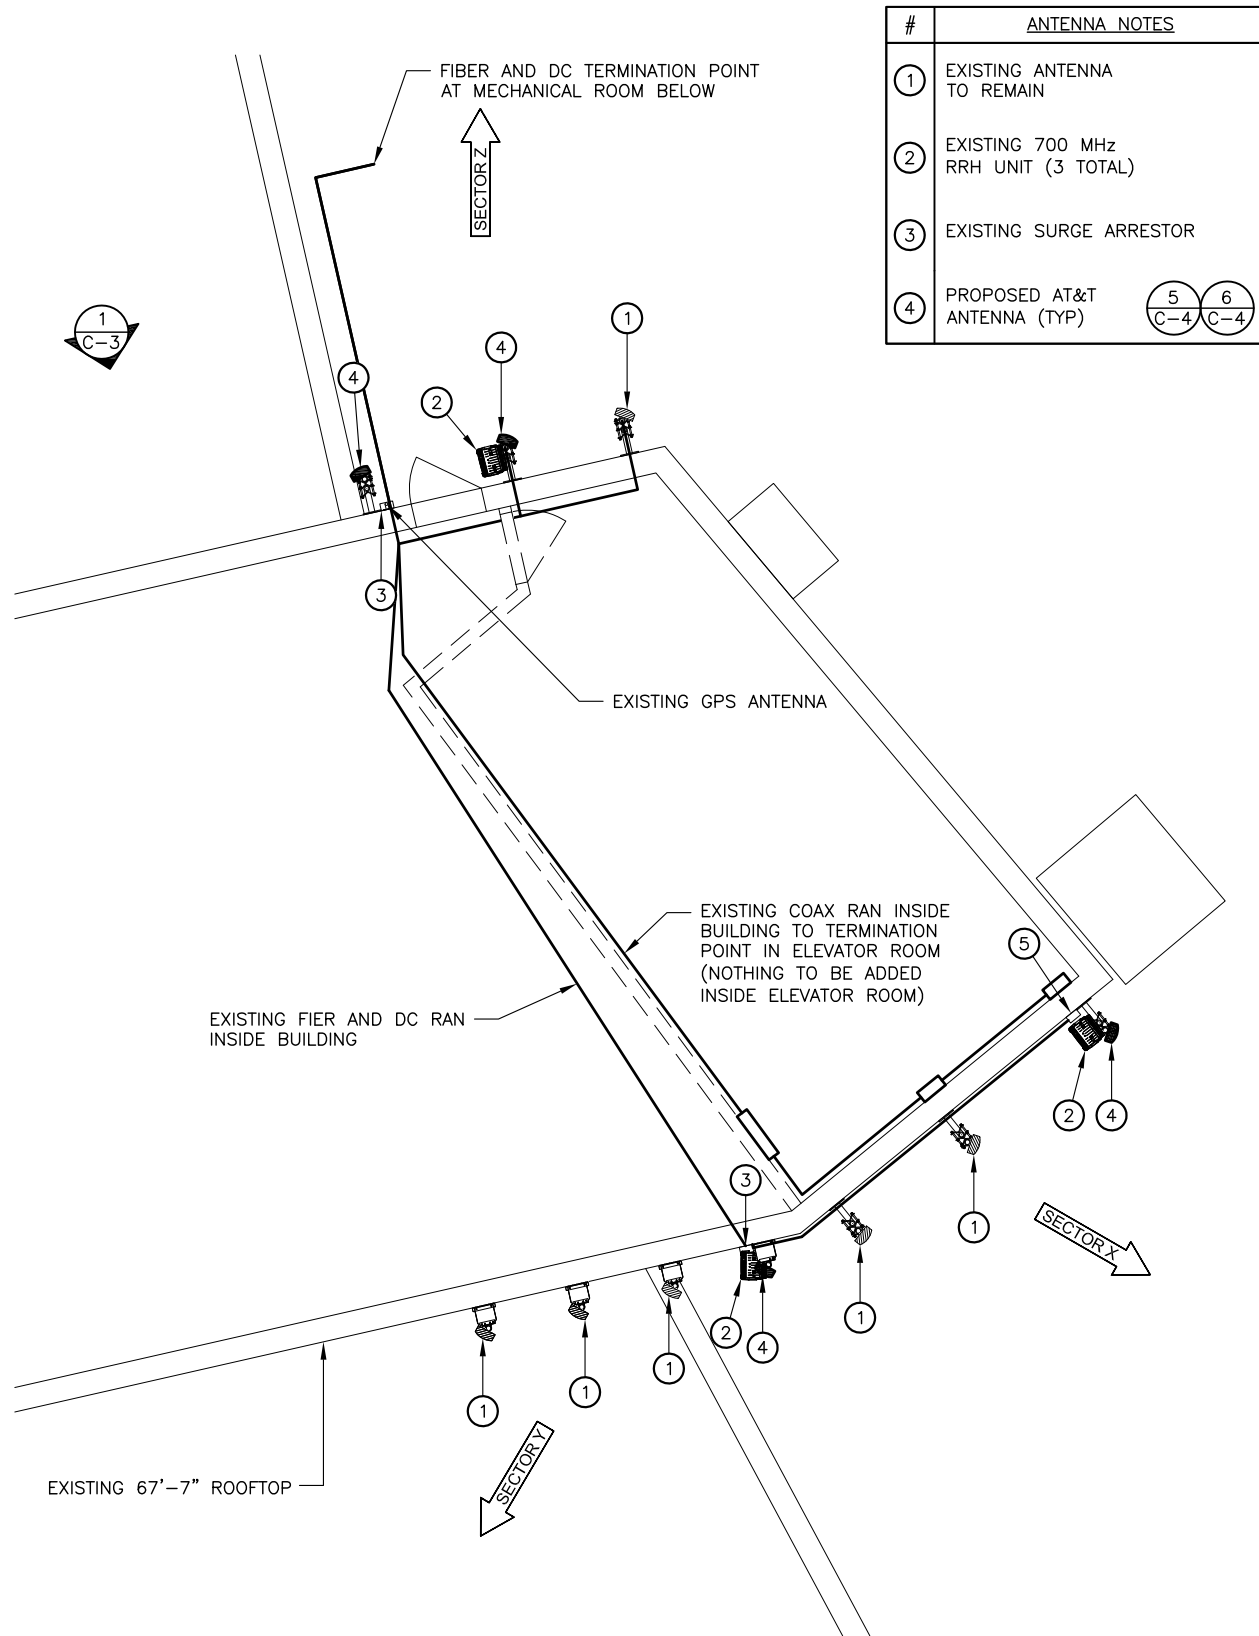 # ANTENNA NOTES
1 EXISTING ANTENNA
TO REMAIN
2 EXISTING 700 MHz
RRH UNIT (3 TOTAL)
3 EXISTING SURGE ARRESTOR
4 PROPOSED AT&T
ANTENNA (TYP)
5
C-4
6
C-4
FIBER AND DC TERMINATION POINT
AT MECHANICAL ROOM BELOW
SECTOR Z
1
C-3
1
4
4
2
3
EXISTING GPS ANTENNA
EXISTING COAX RAN INSIDE
BUILDING TO TERMINATION
POINT IN ELEVATOR ROOM
(NOTHING TO BE ADDED
INSIDE ELEVATOR ROOM)
5
EXISTING FIER AND DC RAN
INSIDE BUILDING
2
4
3
1
SECTOR X
1
2
4
1
1
1
SECTOR Y
EXISTING 67'-7" ROOFTOP